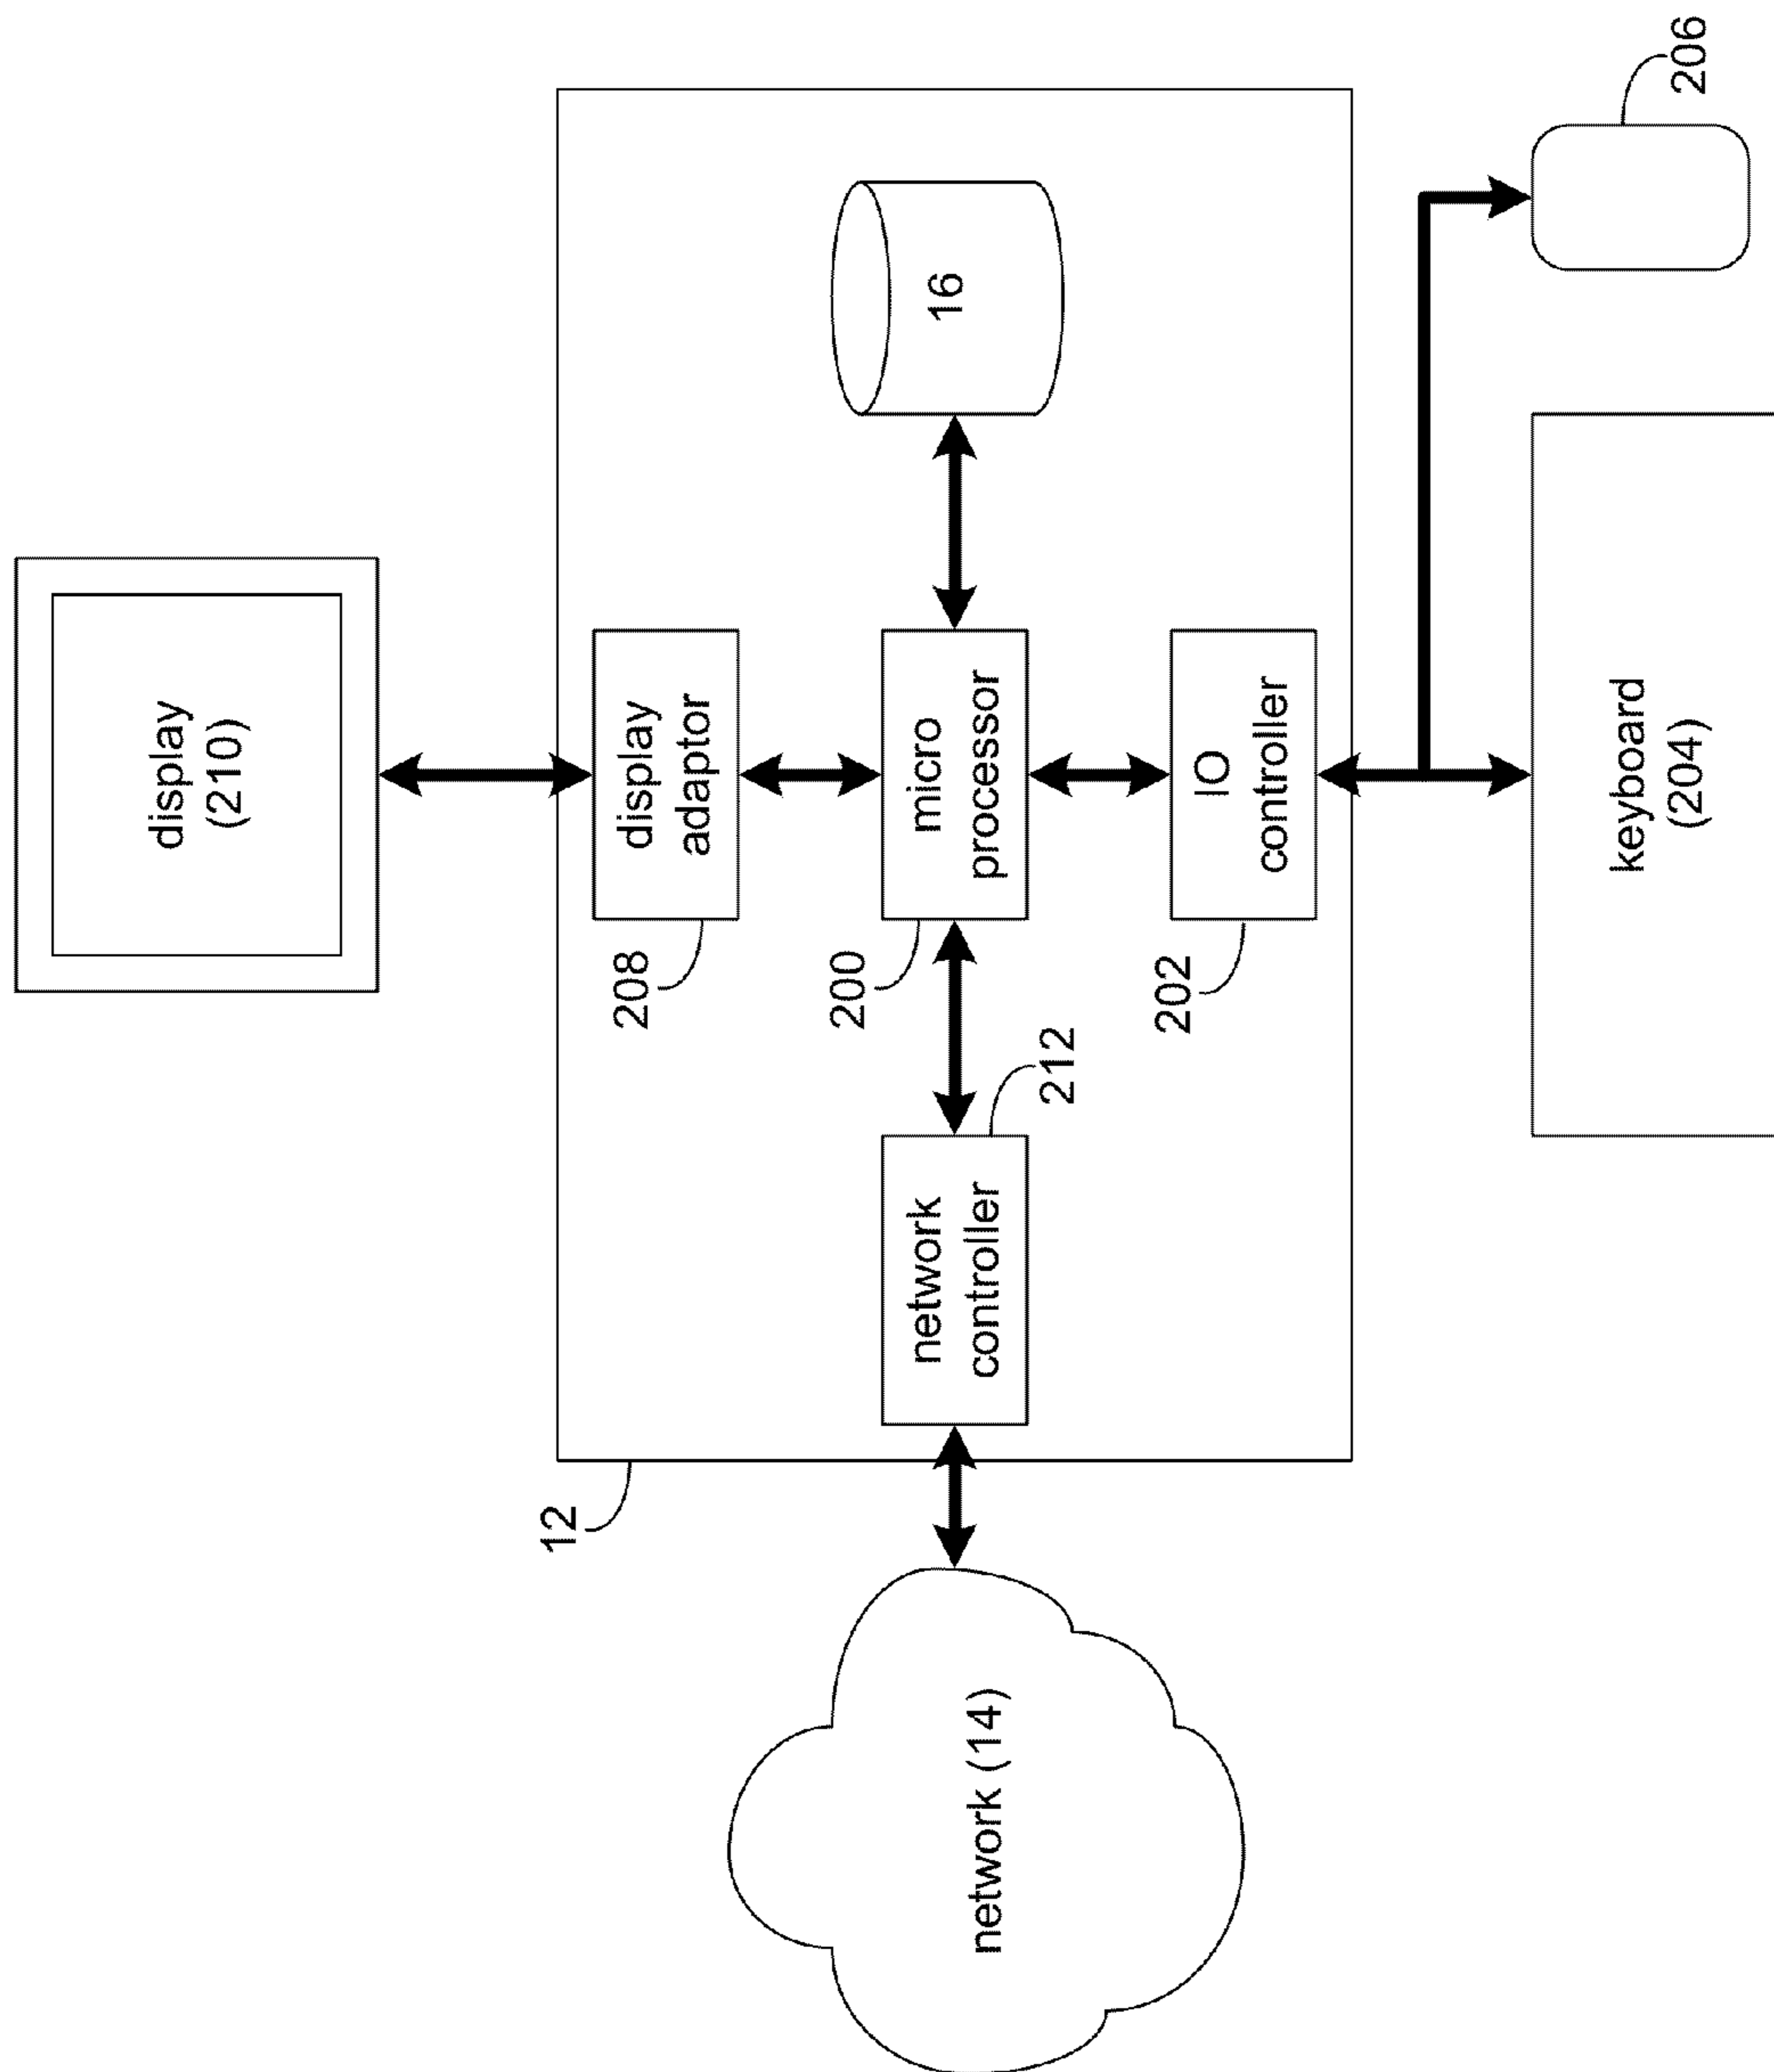 display
(210)
display
adaptor
208
micro
processor
200
16
network
controller
212
IO
controller
202
12
network (14)
keyboard
(204)
206